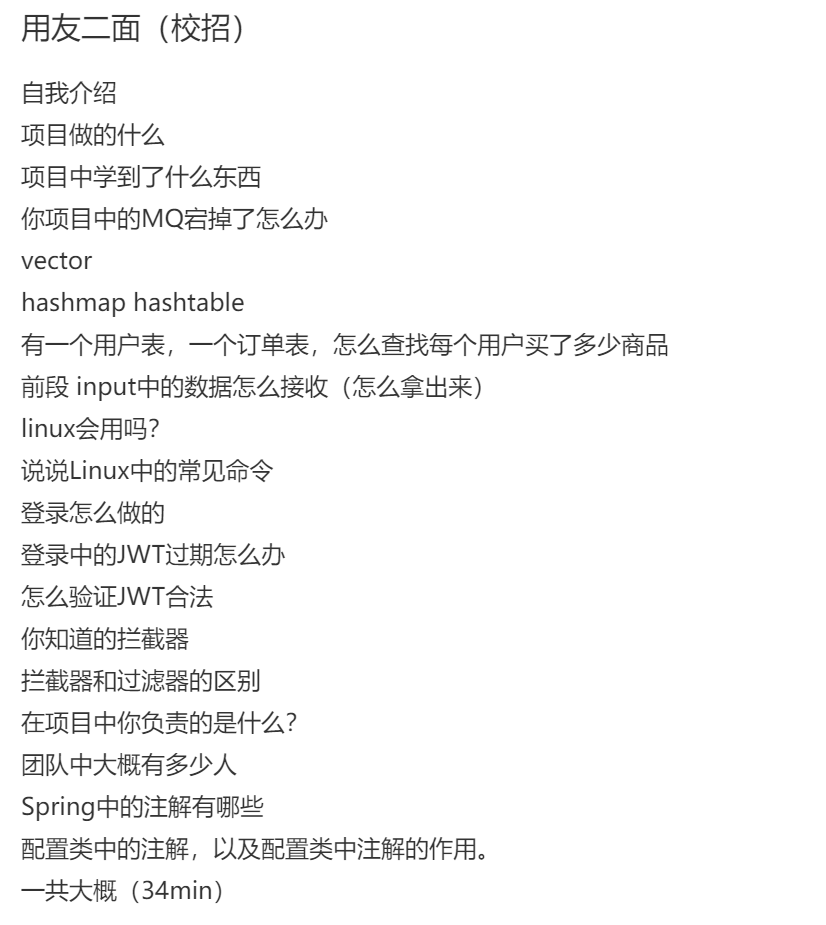 用友二面（校招）
自我介绍
项目做的什么
项目中学到了什么东西
你项目中的MQ宕掉了怎么办
vector
hashmap hashtable
有一个用户表，一个订单表，怎么查找每个用户买了多少商品
前段 input中的数据怎么接收（怎么拿出来）
linux会用吗？
说说Linux中的常见命令
登录怎么做的
登录中的JWT过期怎么办
怎么验证JWT合法
你知道的拦截器
拦截器和过滤器的区别
在项目中你负责的是什么？
团队中大概有多少人
Spring中的注解有哪些
配置类中的注解，以及配置类中注解的作用。
一共大概（34min）